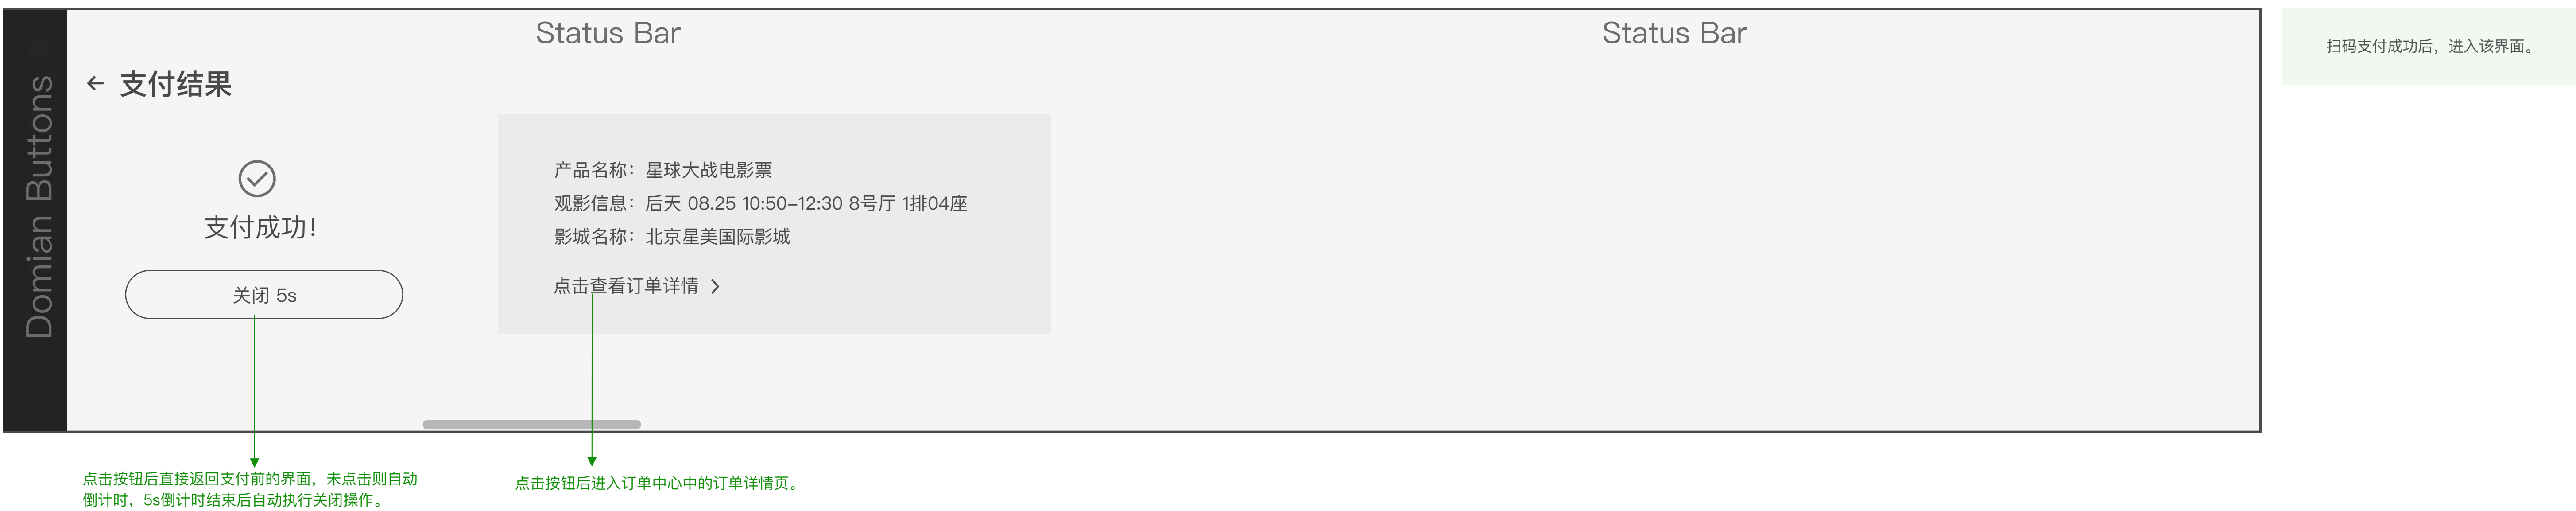 Status Bar
Status Bar
扫码支付成功后，进入该界面。
Domian Buttons
支付结果
产品名称：星球大战电影票
观影信息：后天 08.25 10:50-12:30 8号厅 1排04座
影城名称：北京星美国际影城
点击查看订单详情
支付成功！
关闭 5s
点击按钮后直接返回支付前的界面，未点击则自动
倒计时，5s倒计时结束后自动执行关闭操作。
点击按钮后进入订单中心中的订单详情页。